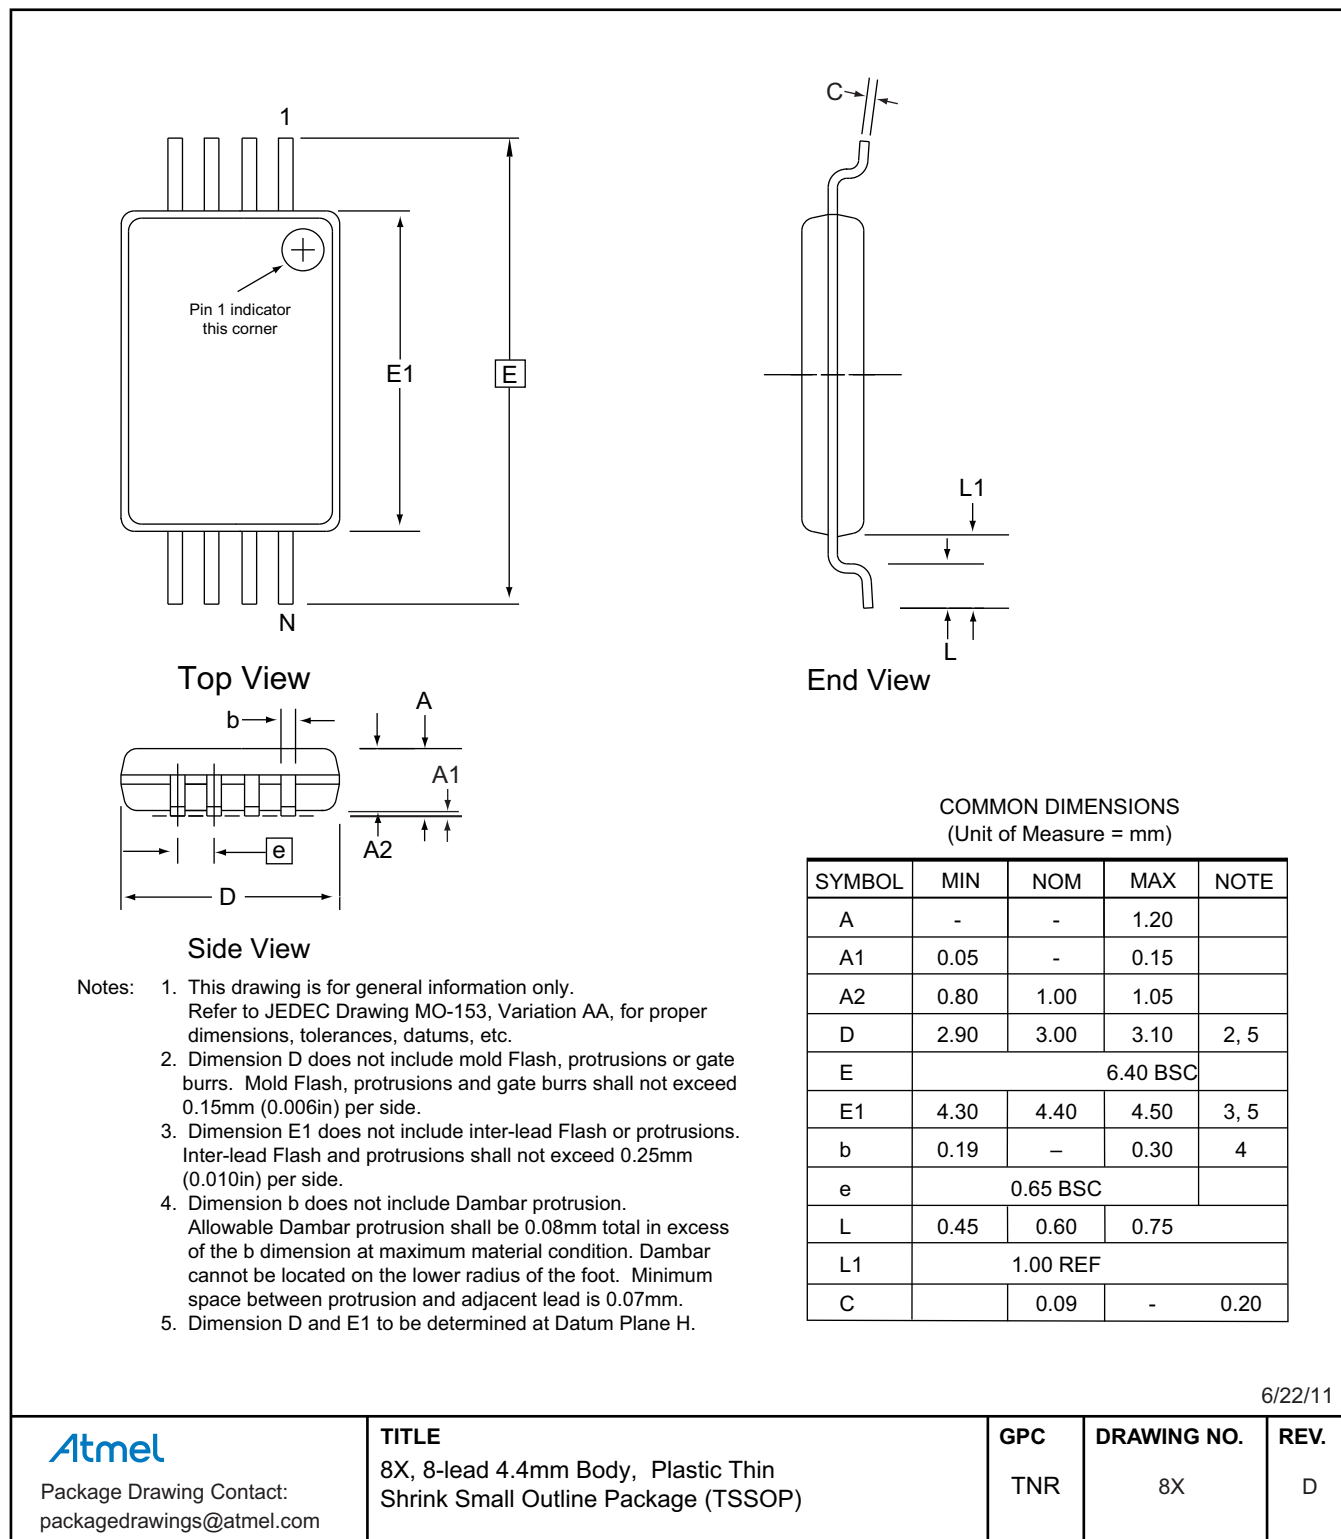 1
C
Pin 1 indicator
this corner
E1
E
L1
N
L
Top View
End View
b
A
A1
A2
e
D
Side View
COMMON DIMENSIONS
(Unit of Measure = mm)
SYMBOL MIN NOM MAX NOTE
A - - 1.20
A1 0.05 - 0.15
A2 0.80 1.00 1.05
D 2.90 3.00 3.10 2, 5
E 6.40 BSC
E1 4.30 4.40 4.50 3, 5
b 0.19 – 0.30 4
e 0.65 BSC
L 0.45 0.60 0.75
L1 1.00 REF
C 0.09 - 0.20
Notes: 1. This drawing is for general information only.
Refer to JEDEC Drawing MO-153, Variation AA, for proper
dimensions, tolerances, datums, etc.
2. Dimension D does not include mold Flash, protrusions or gate
burrs. Mold Flash, protrusions and gate burrs shall not exceed
0.15mm (0.006in) per side.
3. Dimension E1 does not include inter-lead Flash or protrusions.
Inter-lead Flash and protrusions shall not exceed 0.25mm
(0.010in) per side.
4. Dimension b does not include Dambar protrusion.
Allowable Dambar protrusion shall be 0.08mm total in excess
of the b dimension at maximum material condition. Dambar
cannot be located on the lower radius of the foot. Minimum
space between protrusion and adjacent lead is 0.07mm.
5. Dimension D and E1 to be determined at Datum Plane H.
6/22/11
Atmel
Package Drawing Contact:
packagedrawings@atmel.com
TITLE
8X, 8-lead 4.4mm Body, Plastic Thin
Shrink Small Outline Package (TSSOP)
GPC
TNR
DRAWING NO.
8X
REV.
D